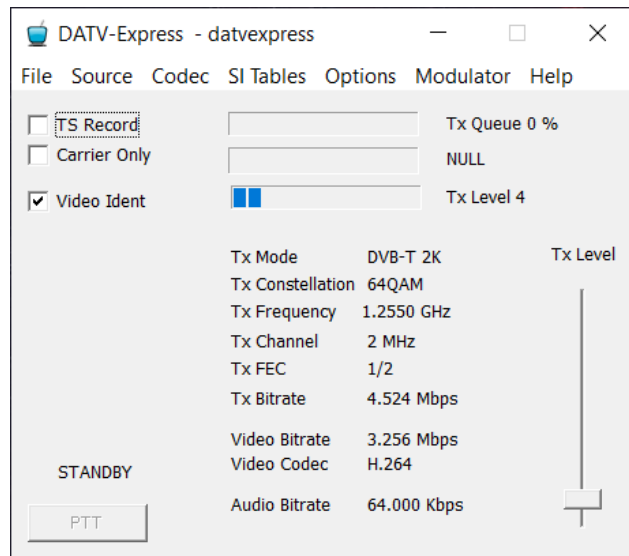 DATV-Express - datvexpress
File Source Codec SI Tables Options Modulator Help
TS Record Tx Queue 0 %
Carrier Only NULL
Video Ident Tx Level 4
Tx Mode DVB-T 2K Tx Level
Tx Constellation 64QAM
Tx Frequency 1.2550 GHz
Tx Channel 2 MHz
Tx FEC 1/2
Tx Bitrate 4.524 Mbps
Video Bitrate 3.256 Mbps
Video Codec H.264
STANDBY
Audio Bitrate 64.000 Kbps
PTT